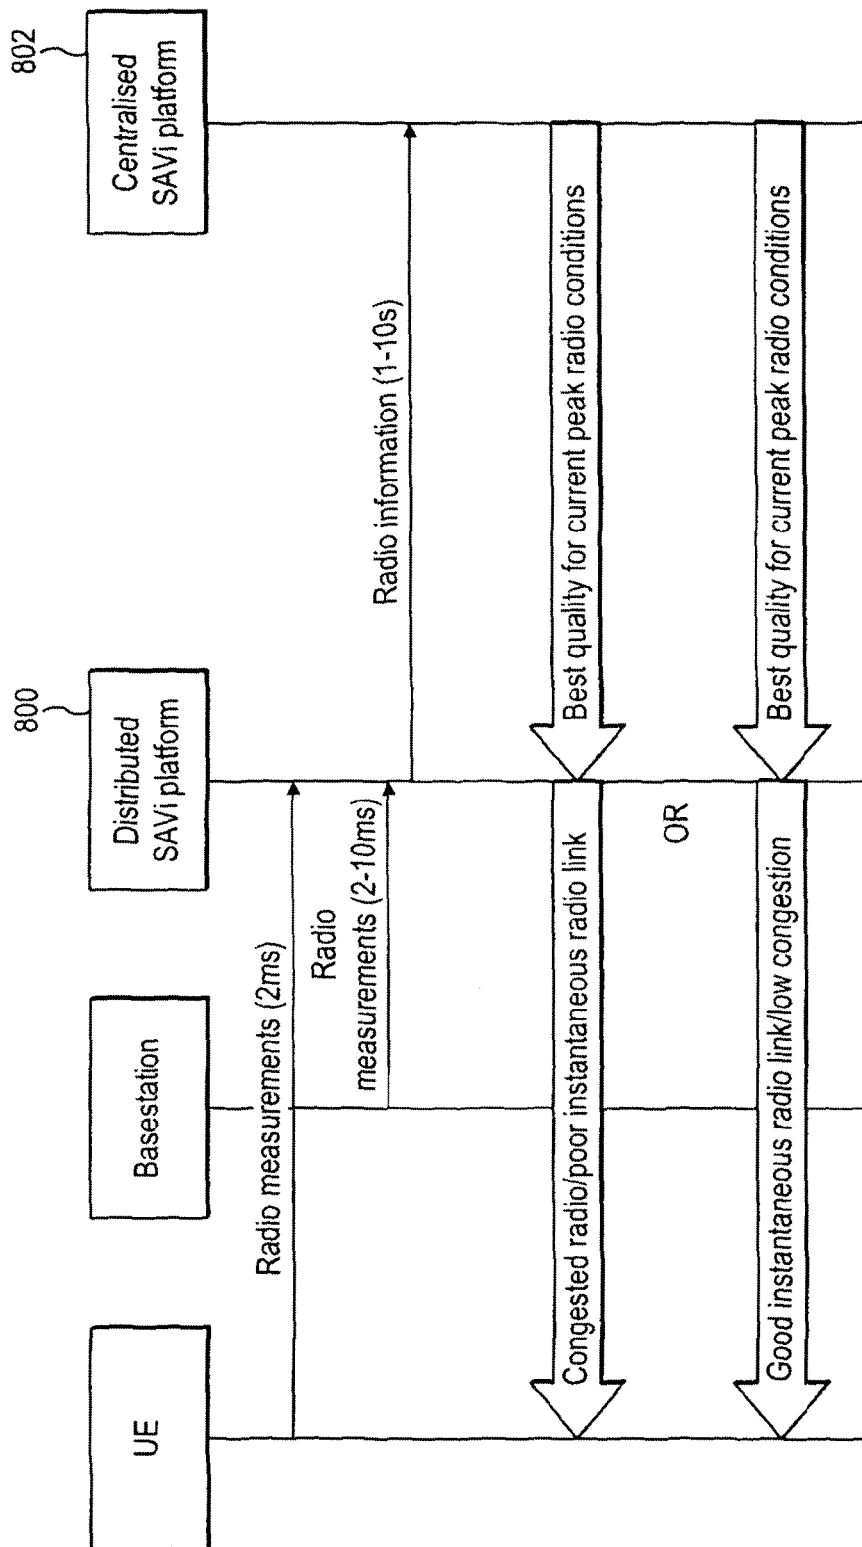 UE
Basestation
800
Distributed
SAVi platform
802
Centralised
SAVi platform
Radio measurements (2ms)
Radio
measurements (2-10ms)
Radio information (1-10s)
Congested radio/poor instantaneous radio link
Best quality for current peak radio conditions
OR
Good instantaneous radio link/low congestion
Best quality for current peak radio conditions